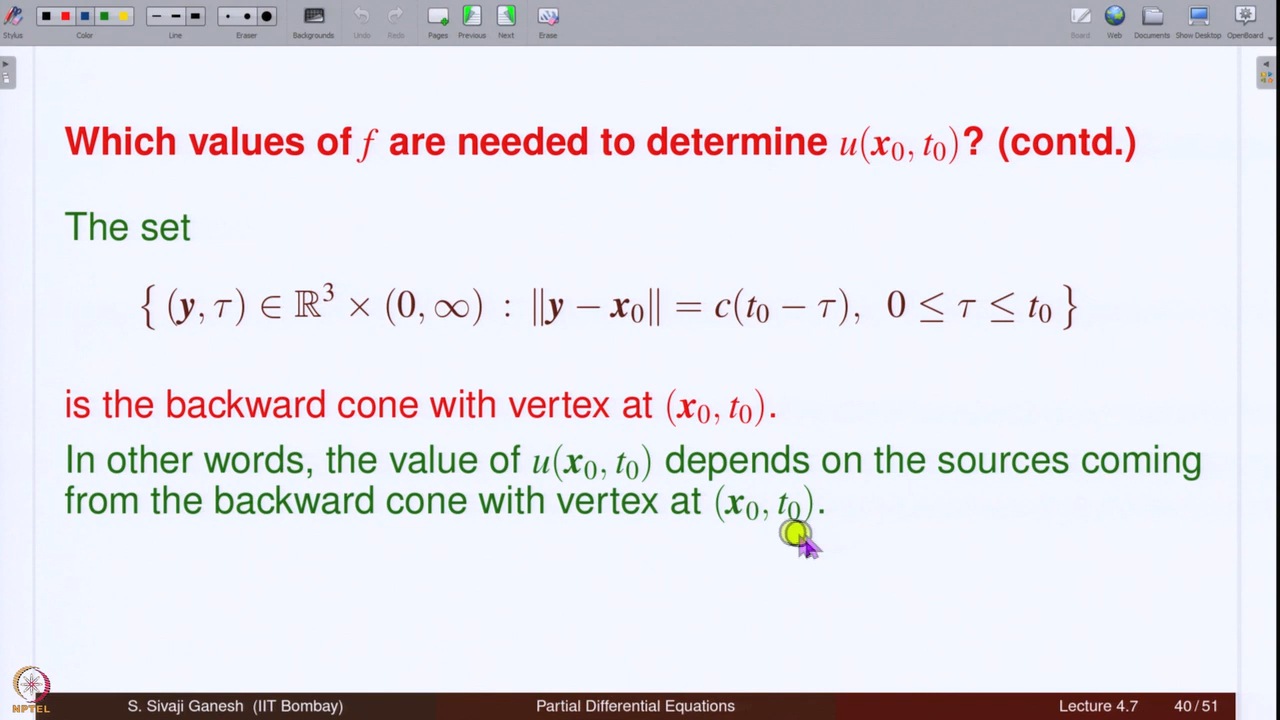 Stylus Color Line Eraser Backgrounds Undo Redo Pages Previous Next Erase Board Web Documents Show Desktop OpenBoard
Which values of f are needed to determine u(x₀, t₀)? (contd.)
The set
{ (y, τ) ∈ ℝ³ × (0, ∞) : ‖y − x₀‖ = c(t₀ − τ), 0 ≤ τ ≤ t₀ }
is the backward cone with vertex at (x₀, t₀).
In other words, the value of u(x₀, t₀) depends on the sources coming
from the backward cone with vertex at (x₀, t₀).
NPTEL
S. Sivaji Ganesh (IIT Bombay) Partial Differential Equations Lecture 4.7 40 / 51